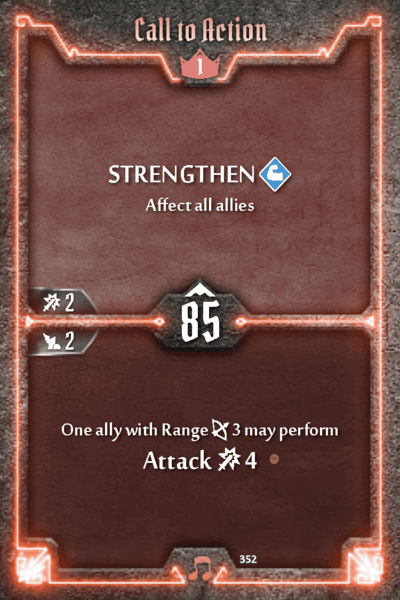 Call to Action
1
STRENGTHEN
Affect all allies
2
85
2
One ally with Range 3 may perform
Attack 4
352